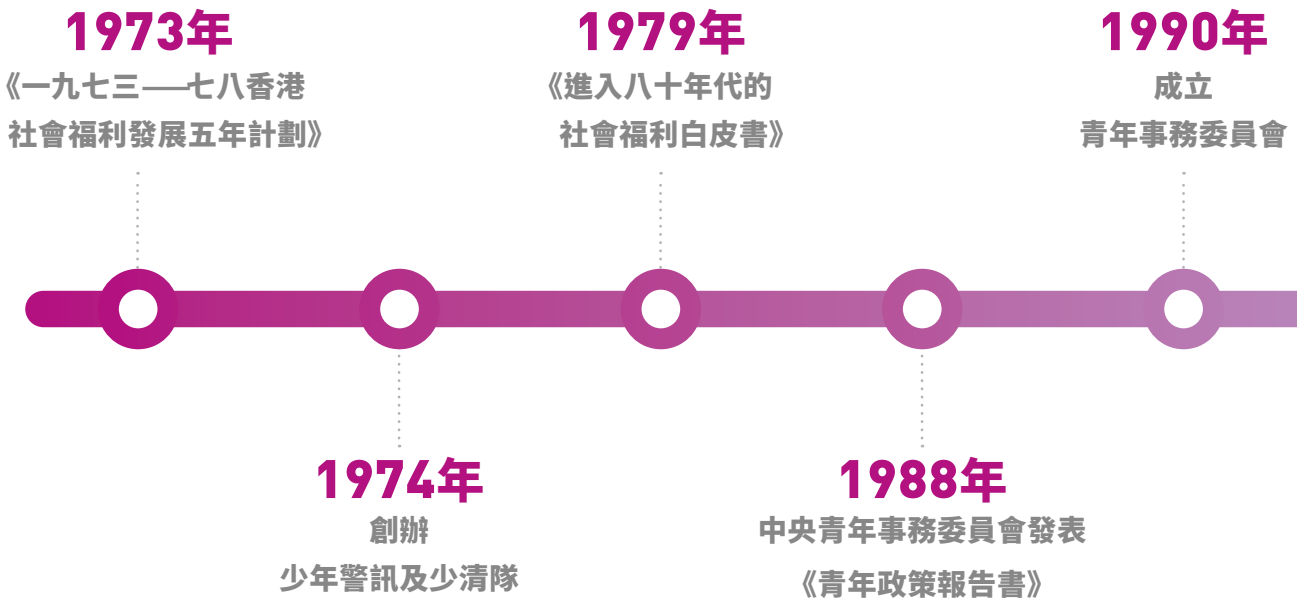 1973年
《一九七三——七八香港
社會福利發展五年計劃》
1974年
創辦
少年警訊及少清隊
1979年
《進入八十年代的
社會福利白皮書》
1988年
中央青年事務委員會發表
《青年政策報告書》
1990年
成立
青年事務委員會